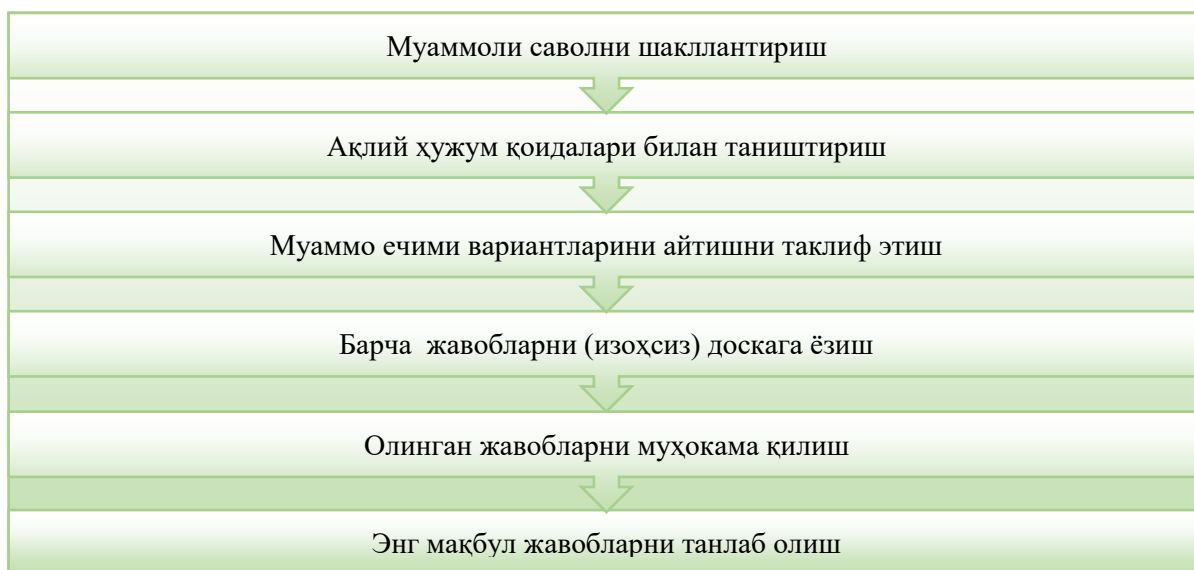 Муаммоли саволни шакллантириш
Ақлий ҳужум қоидалари билан таништириш
Муаммо ечими вариантларини айтишни таклиф этиш
Барча жавобларни (изоҳсиз) доскага ёзиш
Олинган жавобларни муҳокама қилиш
Энг мақбул жавобларни танлаб олиш